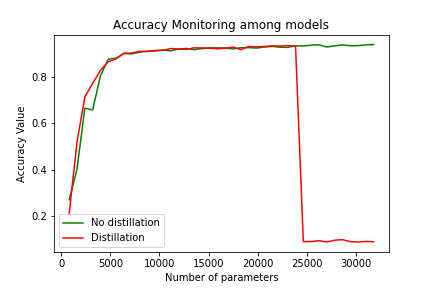 Accuracy Monitoring among models
Accuracy Value
0.8
0.6
0.4
0.2
No distillation
Distillation
0 5000 10000 15000 20000 25000 30000
Number of parameters